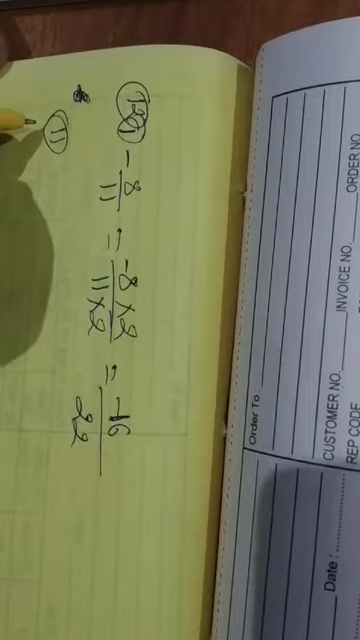 -8/11 = -8×2/11×2 = -16/22
(11)
ORDER NO
INVOICE NO.
CUSTOMER NO.
REP CODE
Order To :
Date :